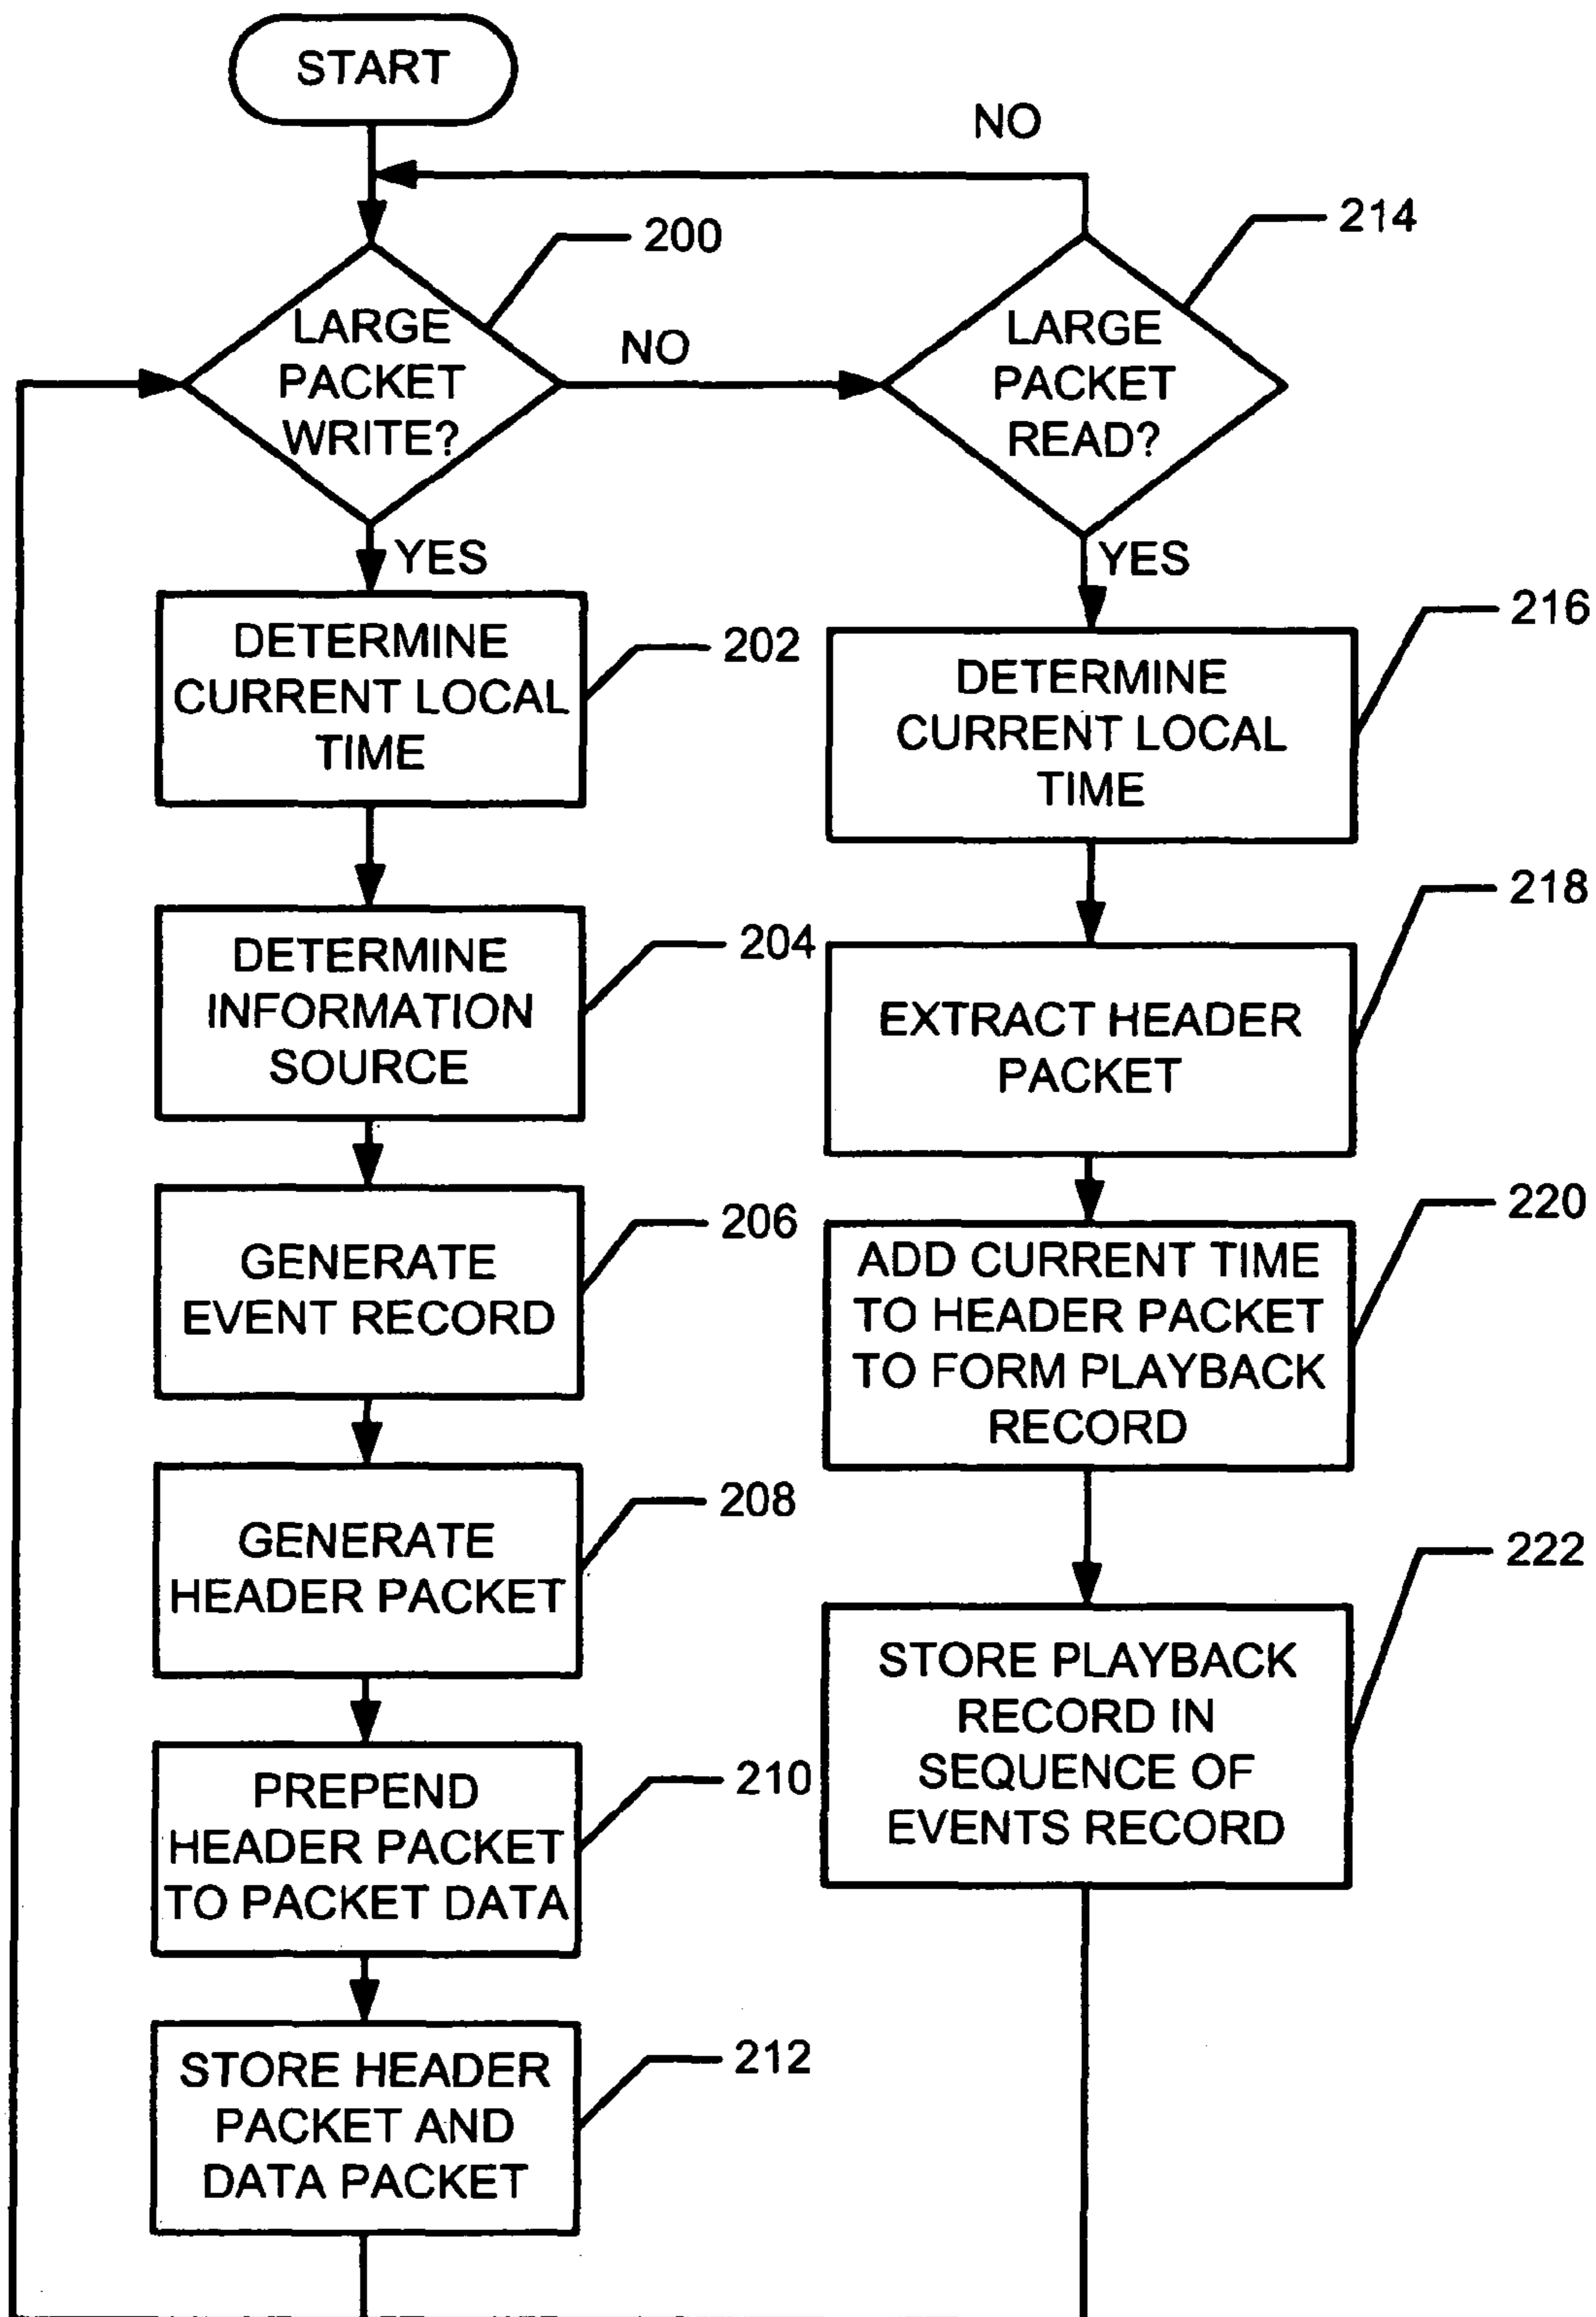 START
NO
200
214
LARGE
PACKET
WRITE?
NO
LARGE
PACKET
READ?
YES
YES
DETERMINE
CURRENT LOCAL
TIME
202
DETERMINE
INFORMATION
SOURCE
204
GENERATE
EVENT RECORD
206
GENERATE
HEADER PACKET
208
PREPEND
HEADER PACKET
TO PACKET DATA
210
STORE HEADER
PACKET AND
DATA PACKET
212
DETERMINE
CURRENT LOCAL
TIME
216
EXTRACT HEADER
PACKET
218
ADD CURRENT TIME
TO HEADER PACKET
TO FORM PLAYBACK
RECORD
220
STORE PLAYBACK
RECORD IN
SEQUENCE OF
EVENTS RECORD
222